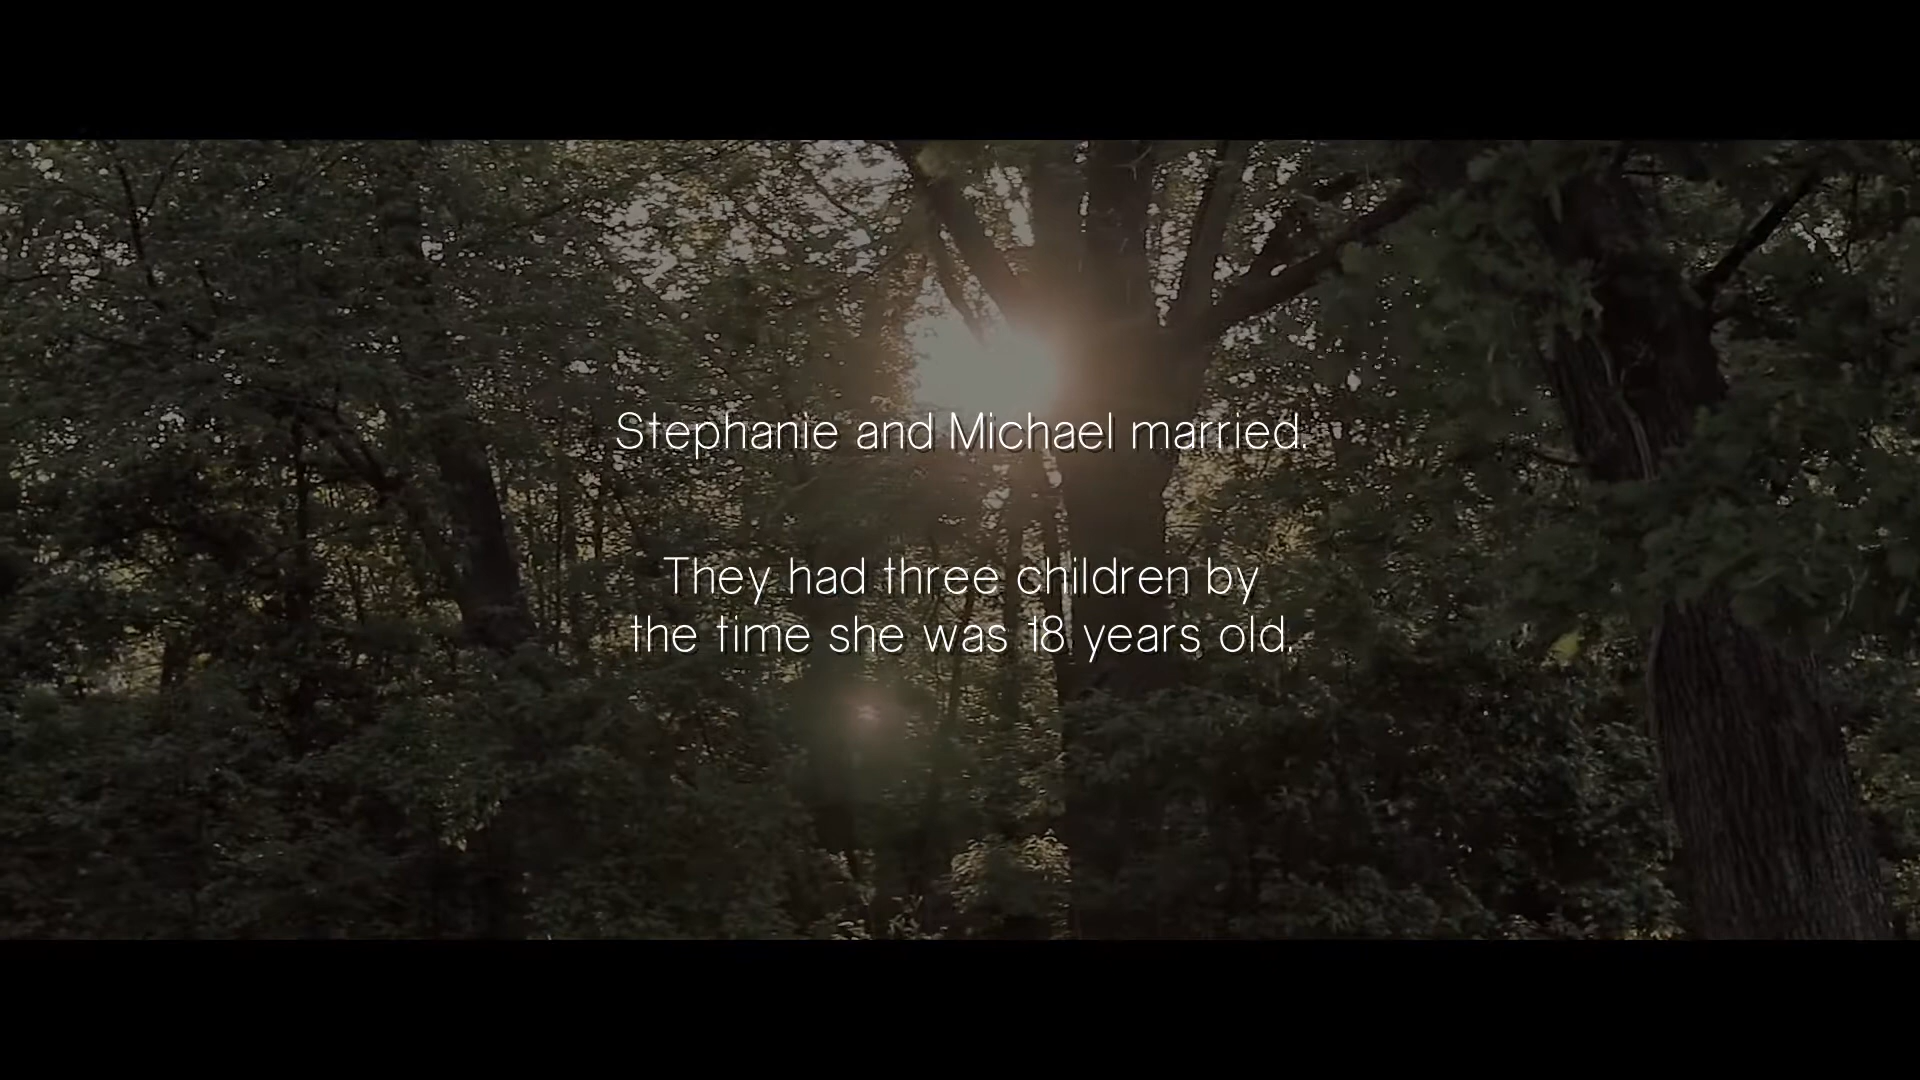 Stephanie and Michael married.
They had three children by
the time she was 18 years old.